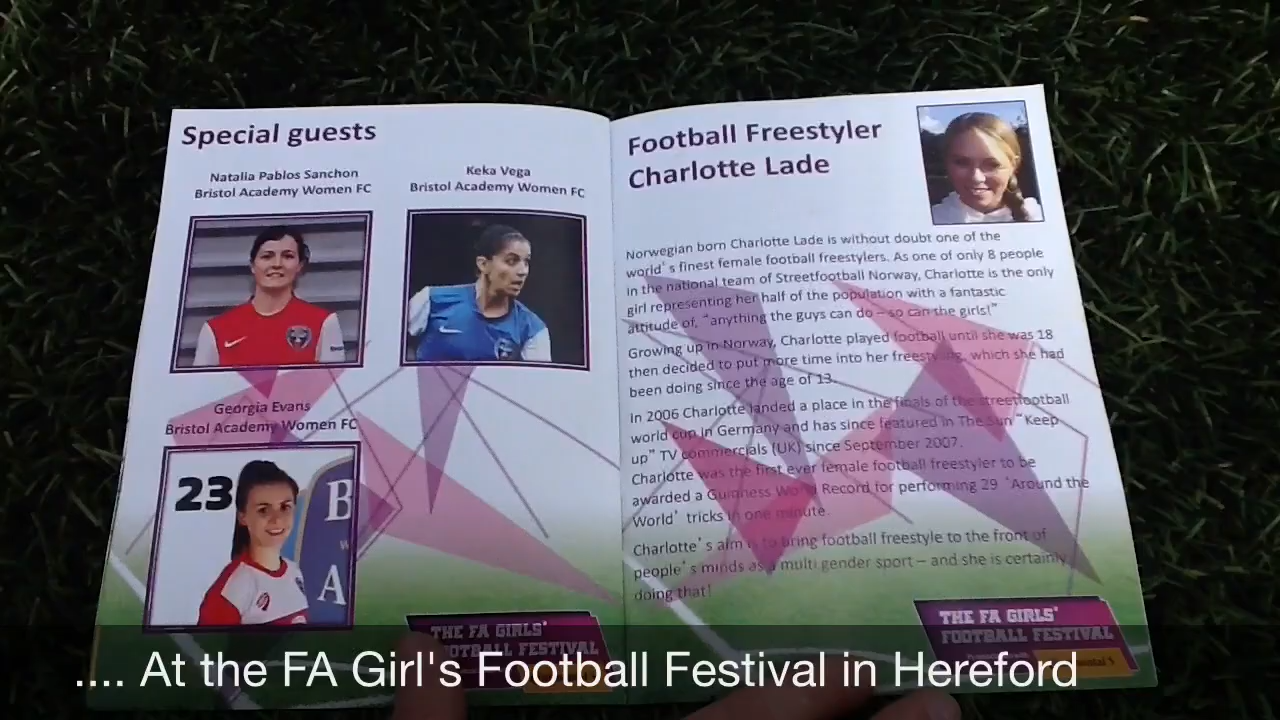 Special guests
Natalia Pablos Sanchon
Bristol Academy Women FC
Keka Vega
Bristol Academy Women FC
Georgia Evans
Bristol Academy Women FC
23
B
A
THE FA GIRLS'
FOOTBALL FESTIVAL
Football Freestyler
Charlotte Lade
Norwegian born Charlotte Lade is without doubt one of the
world's finest female football freestylers. As one of only 8 people
in the national team of Streetfootball Norway, Charlotte is the only
girl representing her half of the population with a fantastic
attitude of, "anything the guys can do – so can the girls!"
Growing up in Norway, Charlotte played football until she was 18
then decided to put more time into her freestyling, which she had
been doing since the age of 13.
In 2006 Charlotte landed a place in the finals of the streetfootball
world cup in Germany and has since featured in The Sun "Keep
up" TV commercials (UK) since September 2007.
Charlotte was the first ever female football freestyler to be
awarded a Guinness World Record for performing 29 'Around the
World' tricks in one minute.
Charlotte's aim is to bring football freestyle to the front of
people's minds as a multi gender sport – and she is certainly
doing that!
THE FA GIRLS'
FOOTBALL FESTIVAL
.... At the FA Girl's Football Festival in Hereford